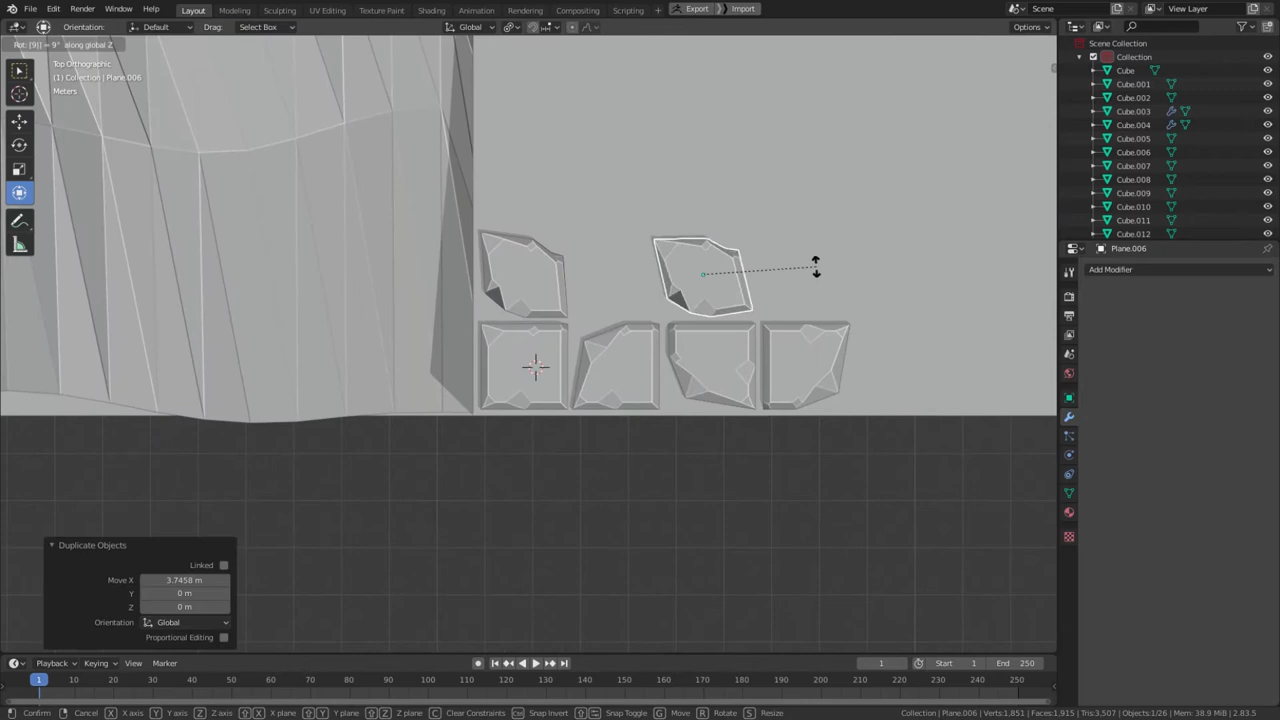 File Edit Render Window Help Layout Modeling Sculpting UV Editing Texture Paint Shading Animation Rendering Compositing Scripting Export Import Scene View Layer
Orientation: Default Drag: Select Box Global Options
Rot: [9|] = 9° along global Z
Top Orthographic
(1) Collection | Plane.006
Meters
Scene Collection
Collection
Cube
Cube.001
Cube.002
Cube.003
Cube.004
Cube.005
Cube.006
Cube.007
Cube.008
Cube.009
Cube.010
Cube.011
Cube.012
Plane.006
Add Modifier
Duplicate Objects
Linked
Move X 3.7458 m
Y 0 m
Z 0 m
Orientation Global
Proportional Editing
Playback Keying View Marker 1 Start 1 End 250
1 10 20 30 40 50 60 70 80 90 100 110 120 130 140 150 160 170 180 190 200 210 220 230 240 250
Confirm Cancel X X axis Y Y axis Z Z axis X X plane Y Y plane Z Z plane C Clear Constraints Ctrl Snap Invert Snap Toggle G Move R Rotate S Resize Collection | Plane.006 | Verts:1,851 | Faces:1,915 | Tris:3,507 | Objects:1/26 | Mem: 38.9 MiB | 2.83.5